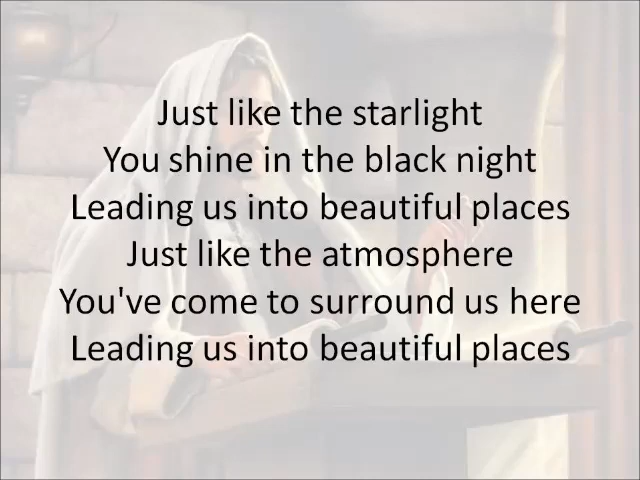 Just like the starlight
You shine in the black night
Leading us into beautiful places
Just like the atmosphere
You've come to surround us here
Leading us into beautiful places